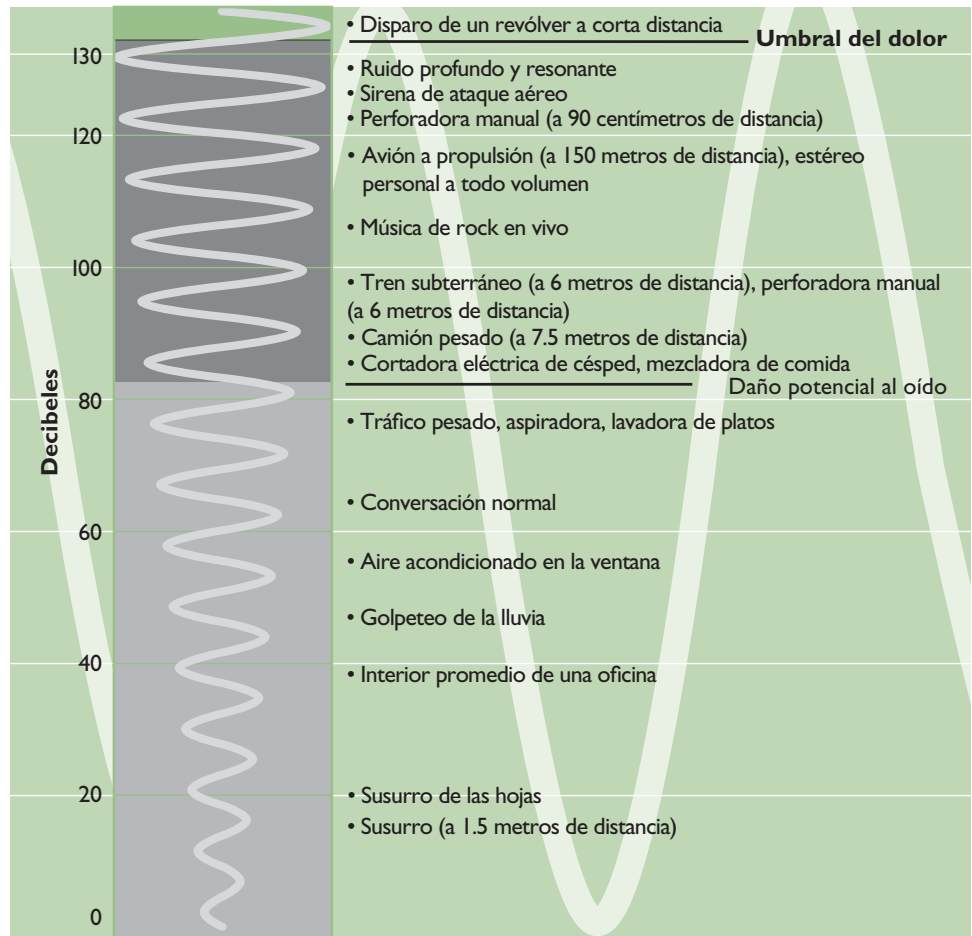 • Disparo de un revólver a corta distancia
Umbral del dolor
130
• Ruido profundo y resonante
• Sirena de ataque aéreo
• Perforadora manual (a 90 centímetros de distancia)
120
• Avión a propulsión (a 150 metros de distancia), estéreo
personal a todo volumen
• Música de rock en vivo
100
• Tren subterráneo (a 6 metros de distancia), perforadora manual
(a 6 metros de distancia)
• Camión pesado (a 7.5 metros de distancia)
• Cortadora eléctrica de césped, mezcladora de comida
Daño potencial al oído
80
• Tráfico pesado, aspiradora, lavadora de platos
Decibeles
• Conversación normal
60
• Aire acondicionado en la ventana
• Golpeteo de la lluvia
40
• Interior promedio de una oficina
20
• Susurro de las hojas
• Susurro (a 1.5 metros de distancia)
0